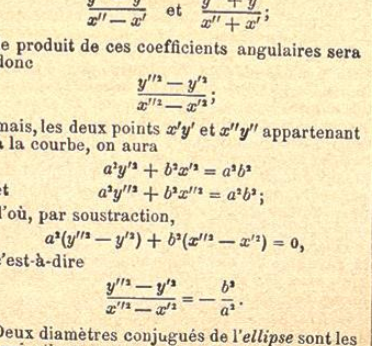 x″ — x′ et x″ + x′ ;
e produit de ces coefficients angulaires sera
donc
y″² — y′²
x″² — x′² ;
mais, les deux points x′y′ et x″y″ appartenant
à la courbe, on aura
a²y′² + b²x′² = a²b²
et a²y″² + b²x″² = a²b² ;
d'où, par soustraction,
a²(y″² — y′²) + b²(x″² — x′²) = 0,
c'est-à-dire
y″² — y′² b²
x″² — x′² = — a² .
Deux diamètres conjugués de l'ellipse sont les